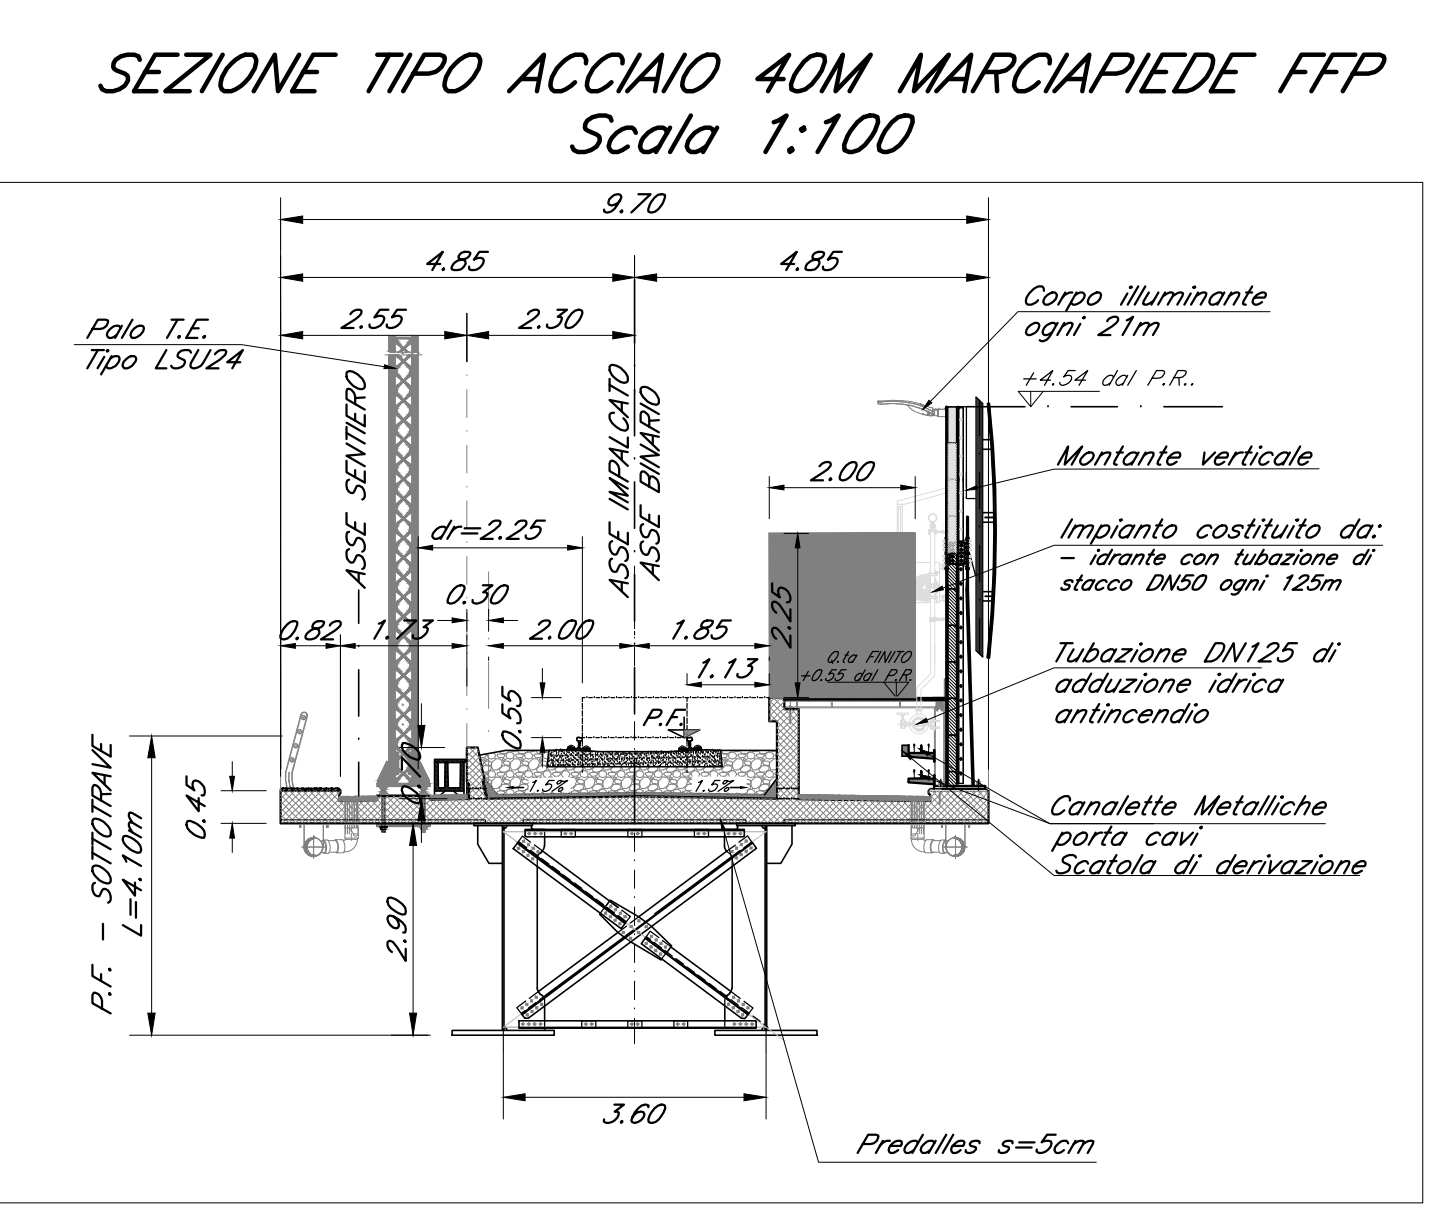 SEZIONE TIPO ACCIAIO 40M MARCIAPIEDE FFP
Scala 1:100
9.70
4.85
4.85
2.55
2.30
Palo T.E.
Tipo LSU24
Corpo illuminante
ogni 21m
+4.54 dal P.R..
ASSE SENTIERO
ASSE IMPALCATO
ASSE BINARIO
Montante verticale
2.00
dr=2.25
Impianto costituito da:
- idrante con tubazione di
stacco DN50 ogni 125m
0.30
0.82
1.73
2.00
1.85
2.25
1.13
Q.ta FINITO
+0.55 dal P.R.
Tubazione DN125 di
adduzione idrica
antincendio
0.55
P.F.
0.70
1.5%
1.5%
0.45
P.F. - SOTTOTRAVE
L=4.10m
Canalette Metalliche
porta cavi
Scatola di derivazione
2.90
3.60
Predalles s=5cm